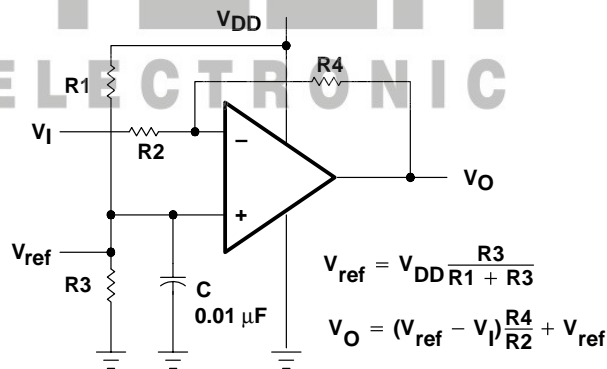 VDD
R4
ELECTRONIC
R1
VI
R2
−
VO
+
Vref
R3
C
0.01 μF
Vref = VDD R3 / R1 + R3
VO = (Vref − VI) R4 / R2 + Vref